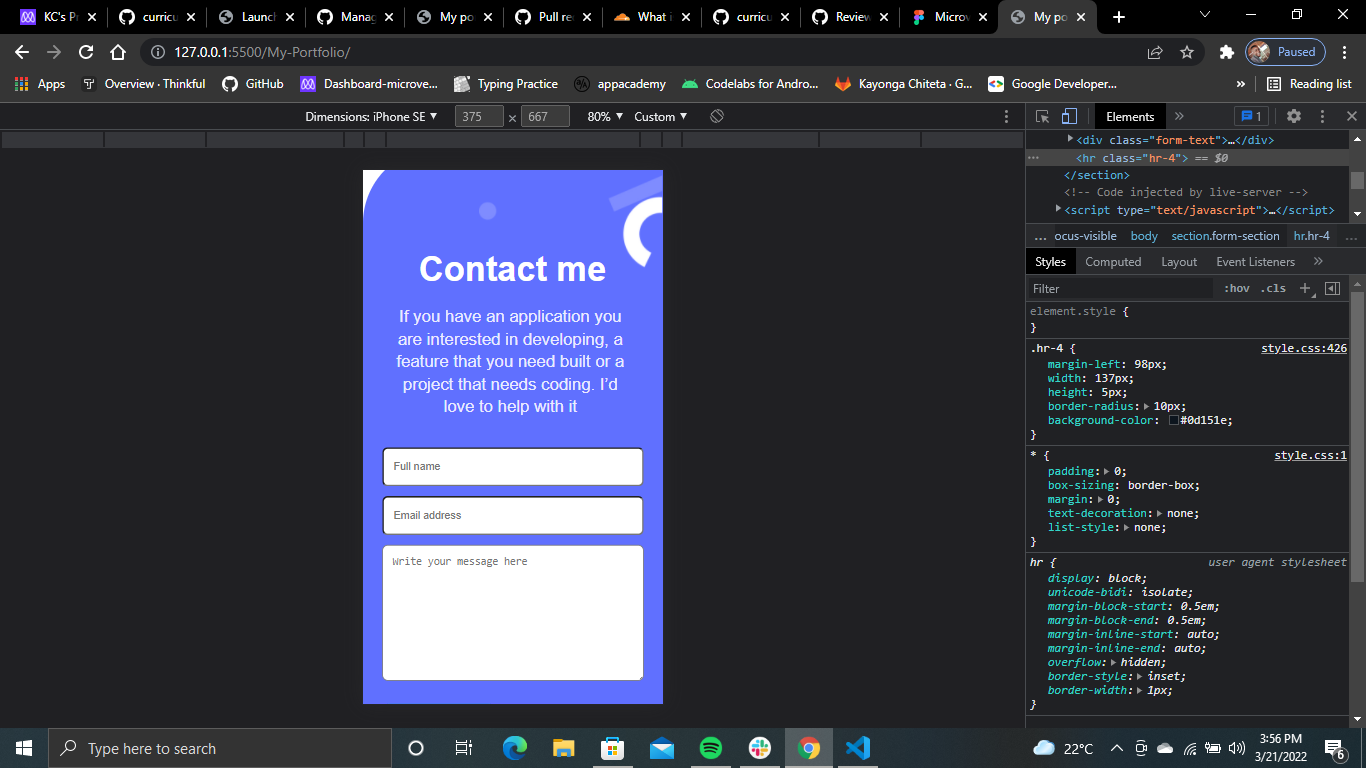 KC's Pr
curricu
Launch
Manag
My po
Pull re
What i
curricu
Review
Microv
My po
127.0.0.1:5500/My-Portfolio/
Paused
Apps
Overview · Thinkful
GitHub
Dashboard-microve...
Typing Practice
appacademy
Codelabs for Andro...
Kayonga Chiteta · G...
Google Developer...
»
Reading list
Dimensions: iPhone SE
375
×
667
80%
Custom
Elements
»
1
<div class="form-text">…</div>
<hr class="hr-4"> == $0
</section>
<!-- Code injected by live-server -->
<script type="text/javascript">…</script>
...
ocus-visible
body
section.form-section
hr.hr-4
...
Styles
Computed
Layout
Event Listeners
»
Filter
:hov
.cls
element.style {
}
.hr-4 {
style.css:426
margin-left: 98px;
width: 137px;
height: 5px;
border-radius: 10px;
background-color: #0d151e;
}
* {
style.css:1
padding: 0;
box-sizing: border-box;
margin: 0;
text-decoration: none;
list-style: none;
}
hr {
user agent stylesheet
display: block;
unicode-bidi: isolate;
margin-block-start: 0.5em;
margin-block-end: 0.5em;
margin-inline-start: auto;
margin-inline-end: auto;
overflow: hidden;
border-style: inset;
border-width: 1px;
}
Contact me
If you have an application you
are interested in developing, a
feature that you need built or a
project that needs coding. I'd
love to help with it
Full name
Email address
Write your message here
Type here to search
22°C
3:56 PM
3/21/2022
6